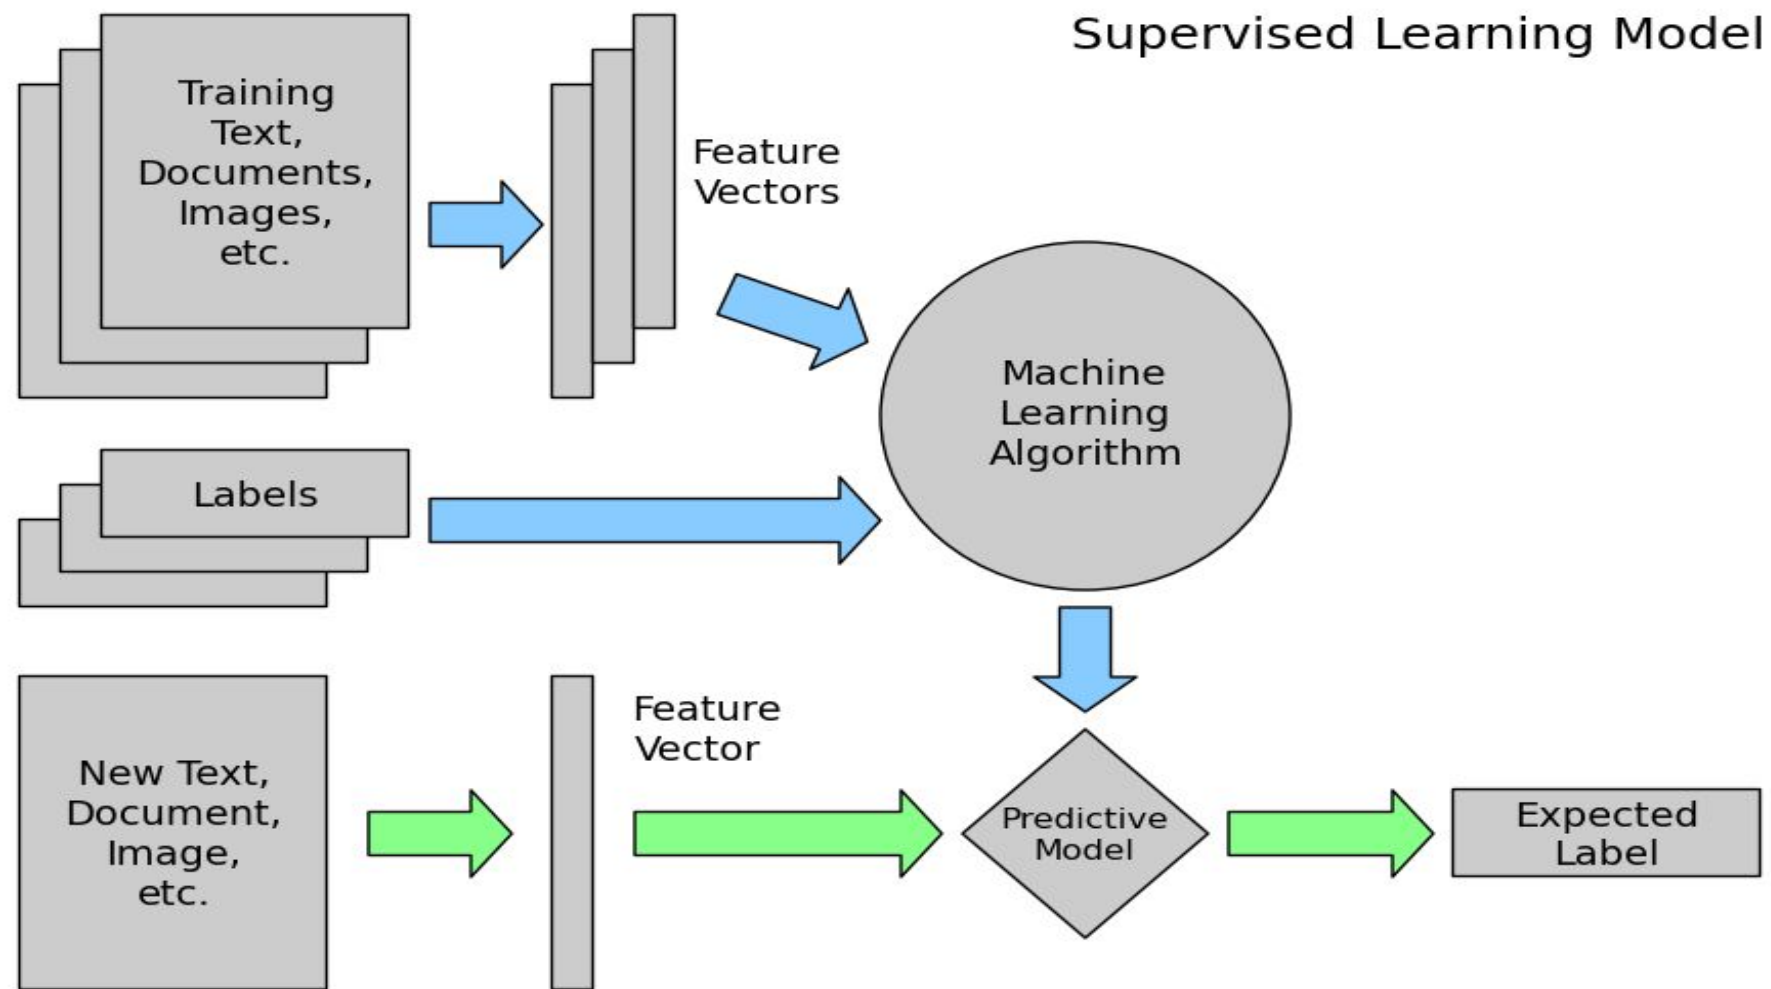 Supervised Learning Model
Training
Text,
Documents,
Images,
etc.
Feature
Vectors
Machine
Learning
Algorithm
Labels
New Text,
Document,
Image,
etc.
Feature
Vector
Predictive
Model
Expected
Label